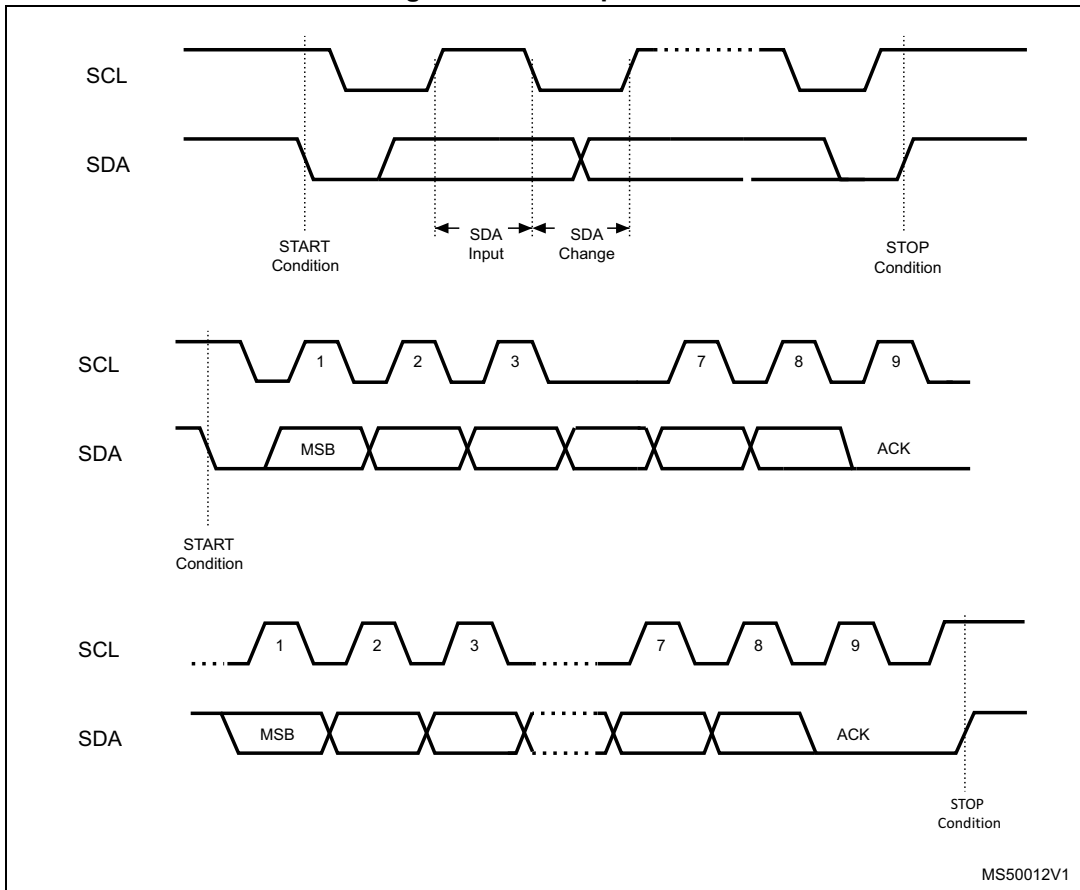 SCL
SDA
START
Condition
SDA
Input
SDA
Change
STOP
Condition
SCL
1 2 3 7 8 9
SDA
MSB ACK
START
Condition
SCL
1 2 3 7 8 9
SDA
MSB ACK
STOP
Condition
MS50012V1